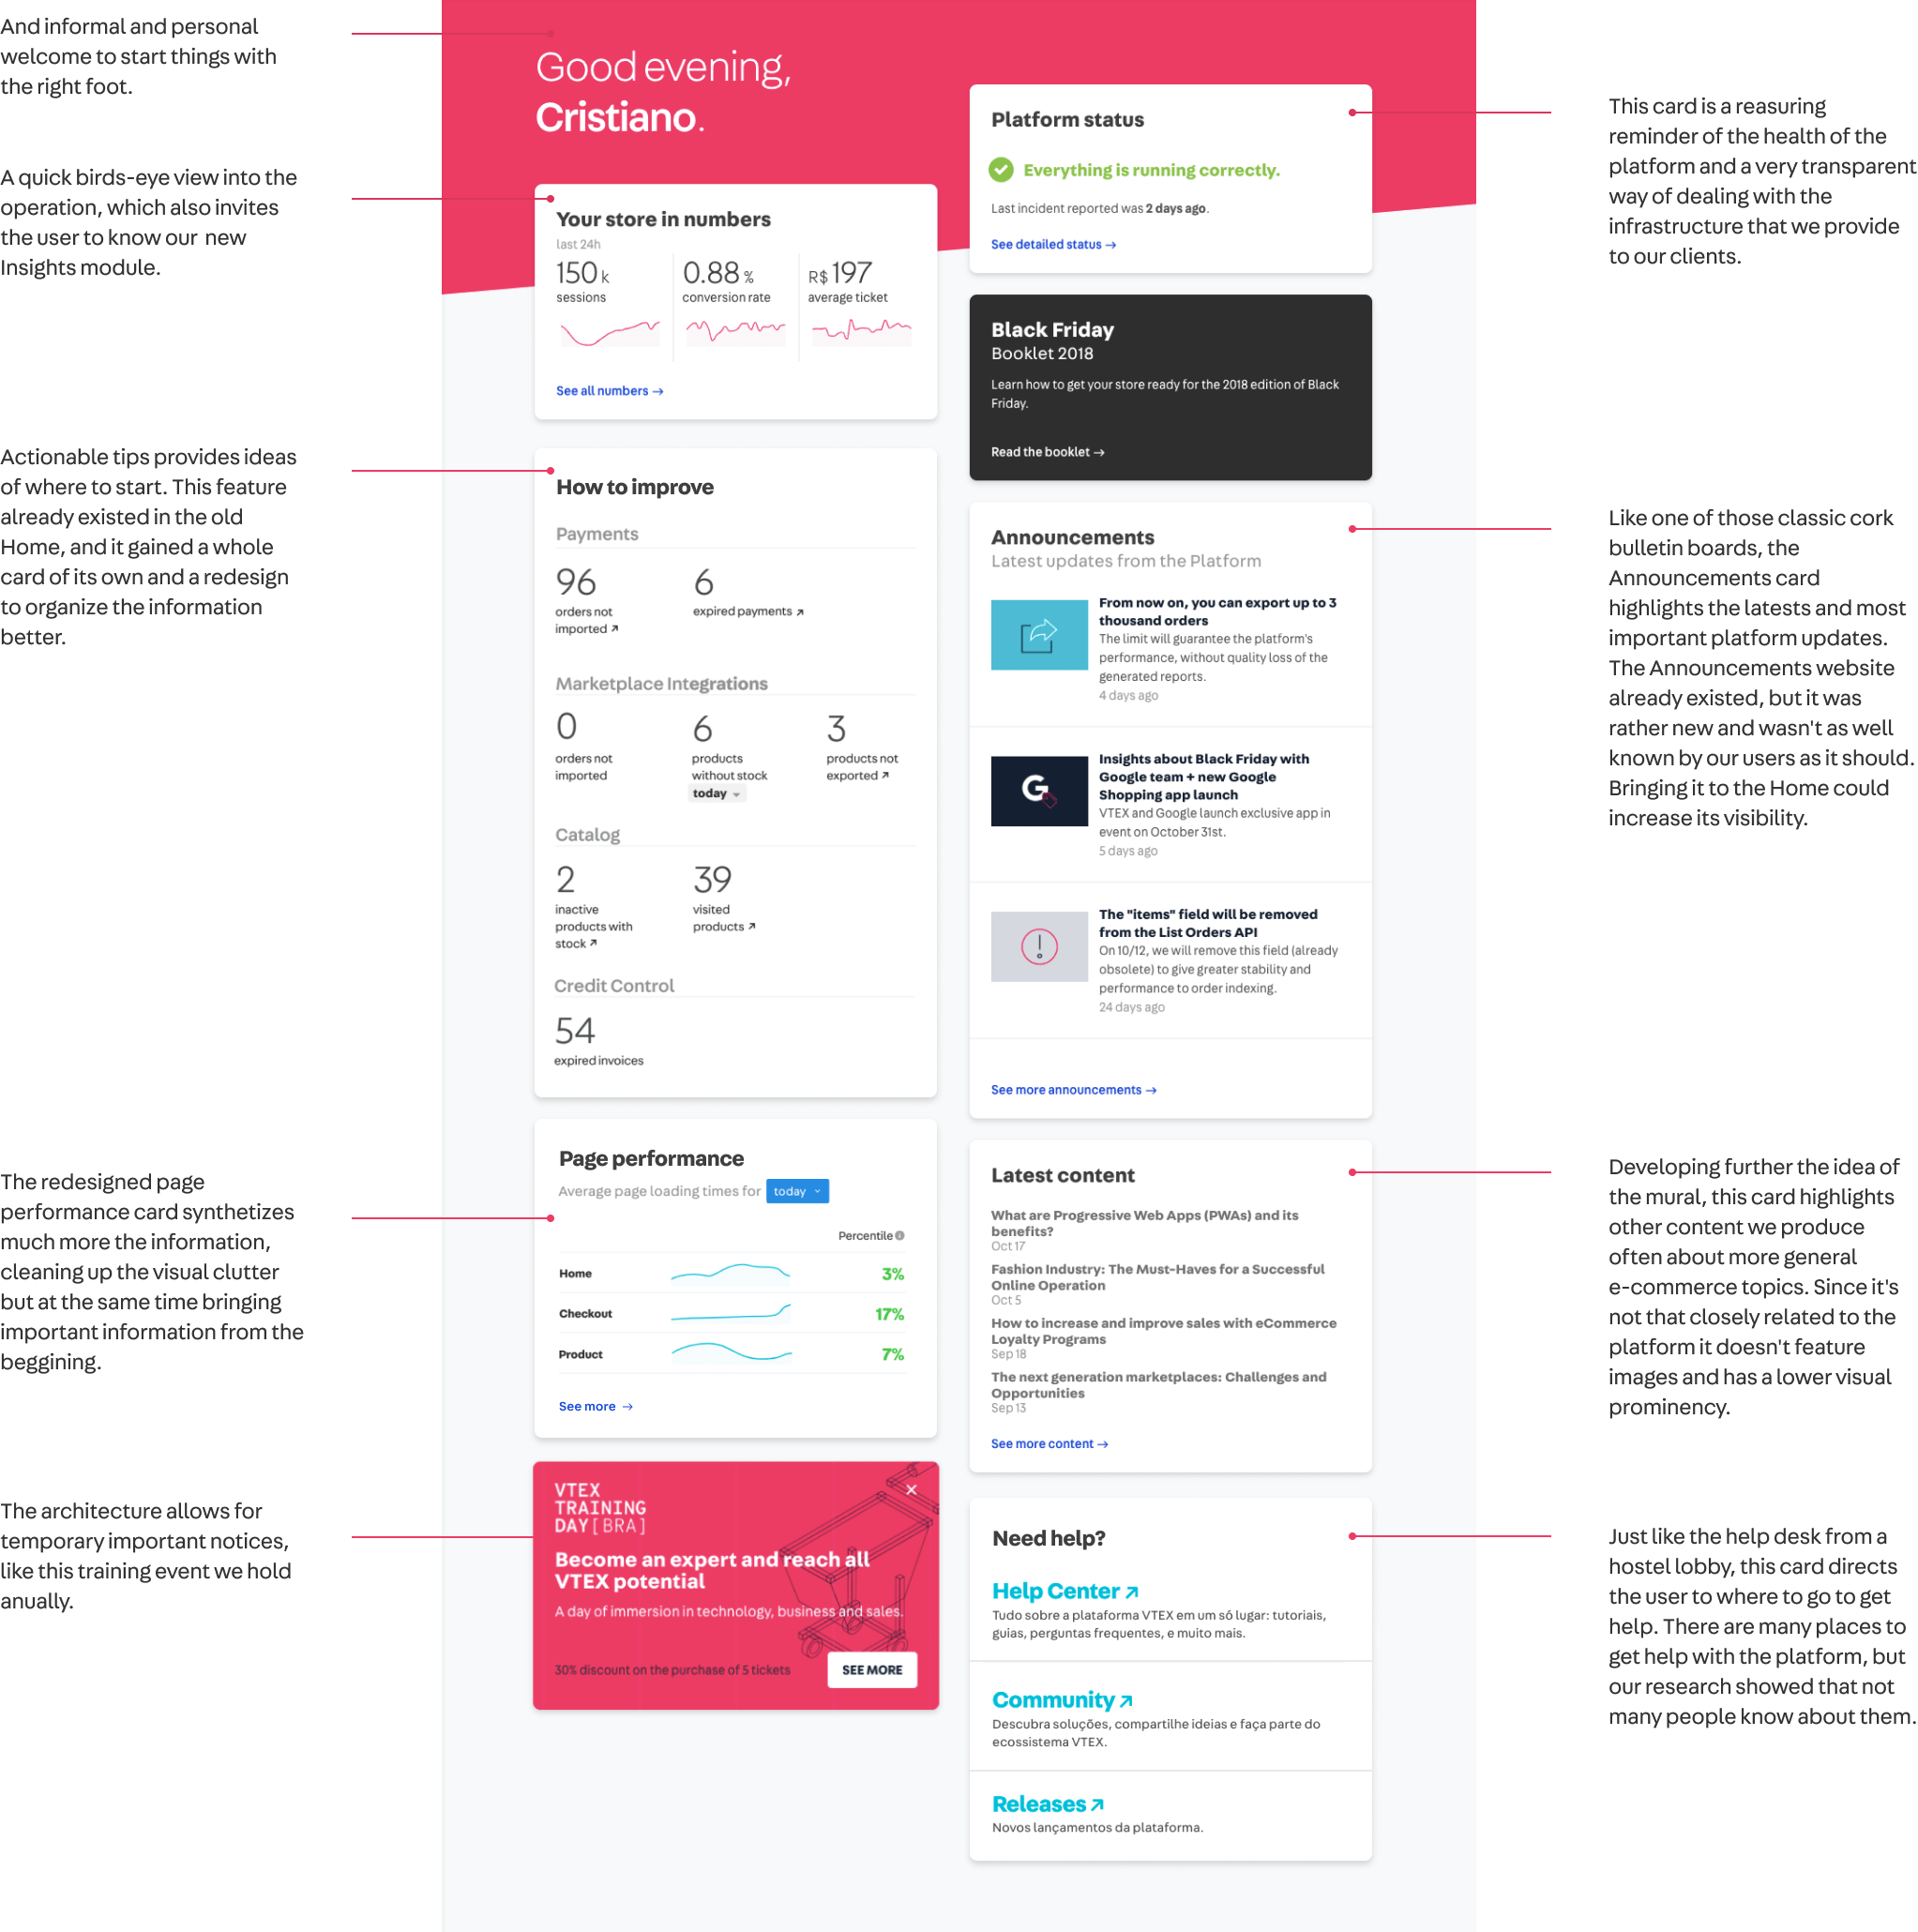 And informal and personal
welcome to start things with
the right foot.
A quick birds-eye view into the
operation, which also invites
the user to know our new
Insights module.
Actionable tips provides ideas
of where to start. This feature
already existed in the old
Home, and it gained a whole
card of its own and a redesign
to organize the information
better.
The redesigned page
performance card synthetizes
much more the information,
cleaning up the visual clutter
but at the same time bringing
important information from the
beggining.
The architecture allows for
temporary important notices,
like this training event we hold
anually.
Good evening,
Cristiano.
Your store in numbers
last 24h
150 k
sessions
0.88 %
conversion rate
R$ 197
average ticket
See all numbers →
How to improve
Payments
96
orders not
imported ↗
6
expired payments ↗
Marketplace Integrations
0
orders not
imported
6
products
without stock
today
3
products not
exported ↗
Catalog
2
inactive
products with
stock ↗
39
visited
products ↗
Credit Control
54
expired invoices
Page performance
Average page loading times for today
Percentile
Home 3%
Checkout 17%
Product 7%
See more →
VTEX
TRAINING
DAY[BRA]
Become an expert and reach all
VTEX potential
A day of immersion in technology, business and sales.
30% discount on the purchase of 5 tickets
SEE MORE
Platform status
Everything is running correctly.
Last incident reported was 2 days ago.
See detailed status →
Black Friday
Booklet 2018
Learn how to get your store ready for the 2018 edition of Black
Friday.
Read the booklet →
Announcements
Latest updates from the Platform
From now on, you can export up to 3
thousand orders
The limit will guarantee the platform's
performance, without quality loss of the
generated reports.
4 days ago
G
Insights about Black Friday with
Google team + new Google
Shopping app launch
VTEX and Google launch exclusive app in
event on October 31st.
5 days ago
The "items" field will be removed
from the List Orders API
On 10/12, we will remove this field (already
obsolete) to give greater stability and
performance to order indexing.
24 days ago
See more announcements →
Latest content
What are Progressive Web Apps (PWAs) and its
benefits?
Oct 17
Fashion Industry: The Must-Haves for a Successful
Online Operation
Oct 5
How to increase and improve sales with eCommerce
Loyalty Programs
Sep 18
The next generation marketplaces: Challenges and
Opportunities
Sep 13
See more content →
Need help?
Help Center ↗
Tudo sobre a plataforma VTEX em um só lugar: tutoriais,
guias, perguntas frequentes, e muito mais.
Community ↗
Descubra soluções, compartilhe ideias e faça parte do
ecossistema VTEX.
Releases ↗
Novos lançamentos da plataforma.
This card is a reasuring
reminder of the health of the
platform and a very transparent
way of dealing with the
infrastructure that we provide
to our clients.
Like one of those classic cork
bulletin boards, the
Announcements card
highlights the latests and most
important platform updates.
The Announcements website
already existed, but it was
rather new and wasn't as well
known by our users as it should.
Bringing it to the Home could
increase its visibility.
Developing further the idea of
the mural, this card highlights
other content we produce
often about more general
e-commerce topics. Since it's
not that closely related to the
platform it doesn't feature
images and has a lower visual
prominency.
Just like the help desk from a
hostel lobby, this card directs
the user to where to go to get
help. There are many places to
get help with the platform, but
our research showed that not
many people know about them.